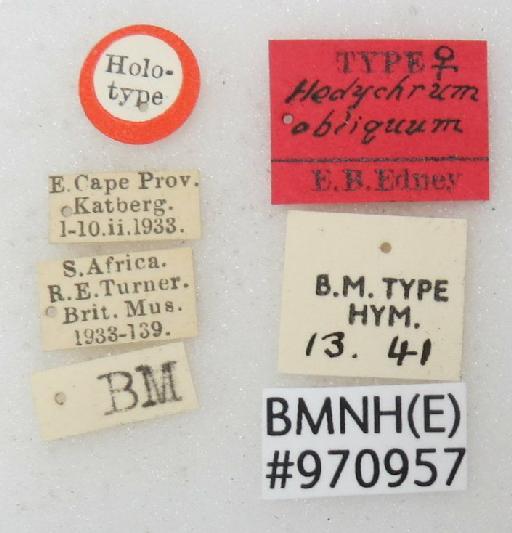 Holo-
type
E. Cape Prov.
Katberg.
1-10.ii.1933.
S. Africa.
R. E. Turner.
Brit. Mus.
1933-139.
BM
TYPE ♀
Hedychrum
obliquum
E. B. Edney
B.M. TYPE
HYM.
13. 41
BMNH(E)
#970957